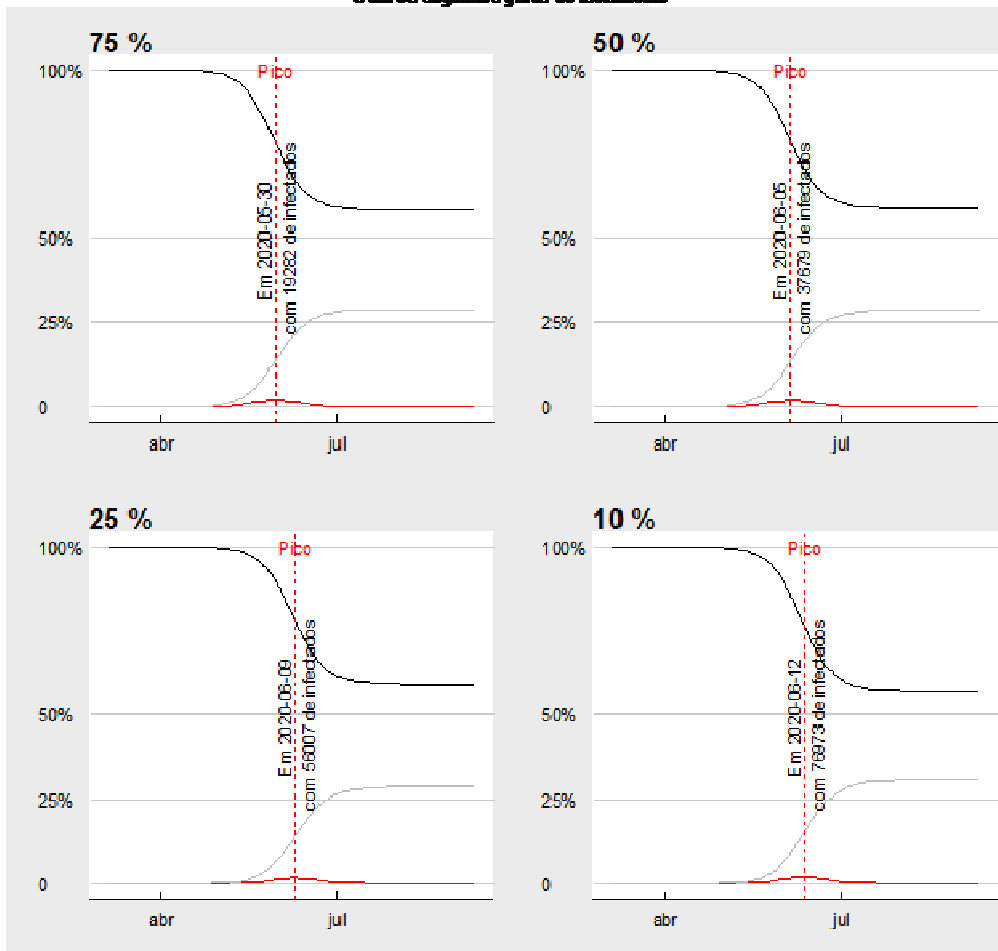 75 %
100%
50%
25%
0
Pico
Em 2020-05-30
com 19282 de infectados
abr
jul
50 %
100%
50%
25%
0
Pico
Em 2020-06-05
com 37679 de infectados
abr
jul
25 %
100%
50%
25%
0
Pico
Em 2020-06-09
com 56007 de infectados
abr
jul
10 %
100%
50%
25%
0
Pico
Em 2020-06-12
com 76973 de infectados
abr
jul